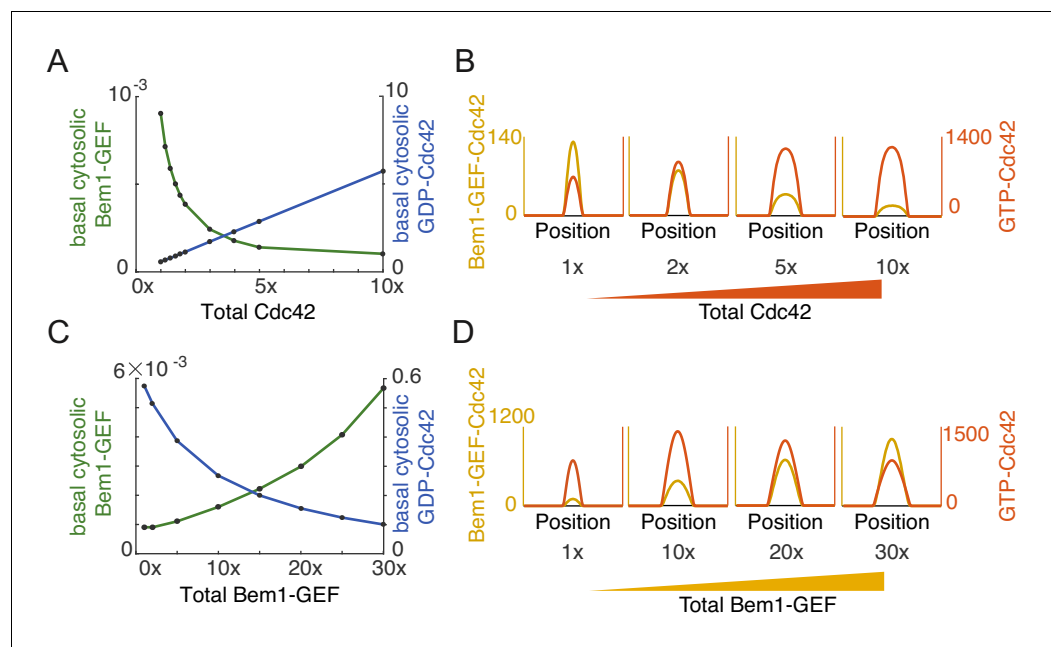 A
10
-3
10
basal cytosolic
Bem1-GEF
basal cytosolic
GDP-Cdc42
0
0
0x
5x
10x
Total Cdc42
B
Bem1-GEF-Cdc42
140
0
1400
0
GTP-Cdc42
Position
Position
Position
Position
1x
2x
5x
10x
Total Cdc42
C
6×10
-3
0.6
basal cytosolic
Bem1-GEF
basal cytosolic
GDP-Cdc42
0
0
0x
10x
20x
30x
Total Bem1-GEF
D
Bem1-GEF-Cdc42
1200
0
1500
0
GTP-Cdc42
Position
Position
Position
Position
1x
10x
20x
30x
Total Bem1-GEF